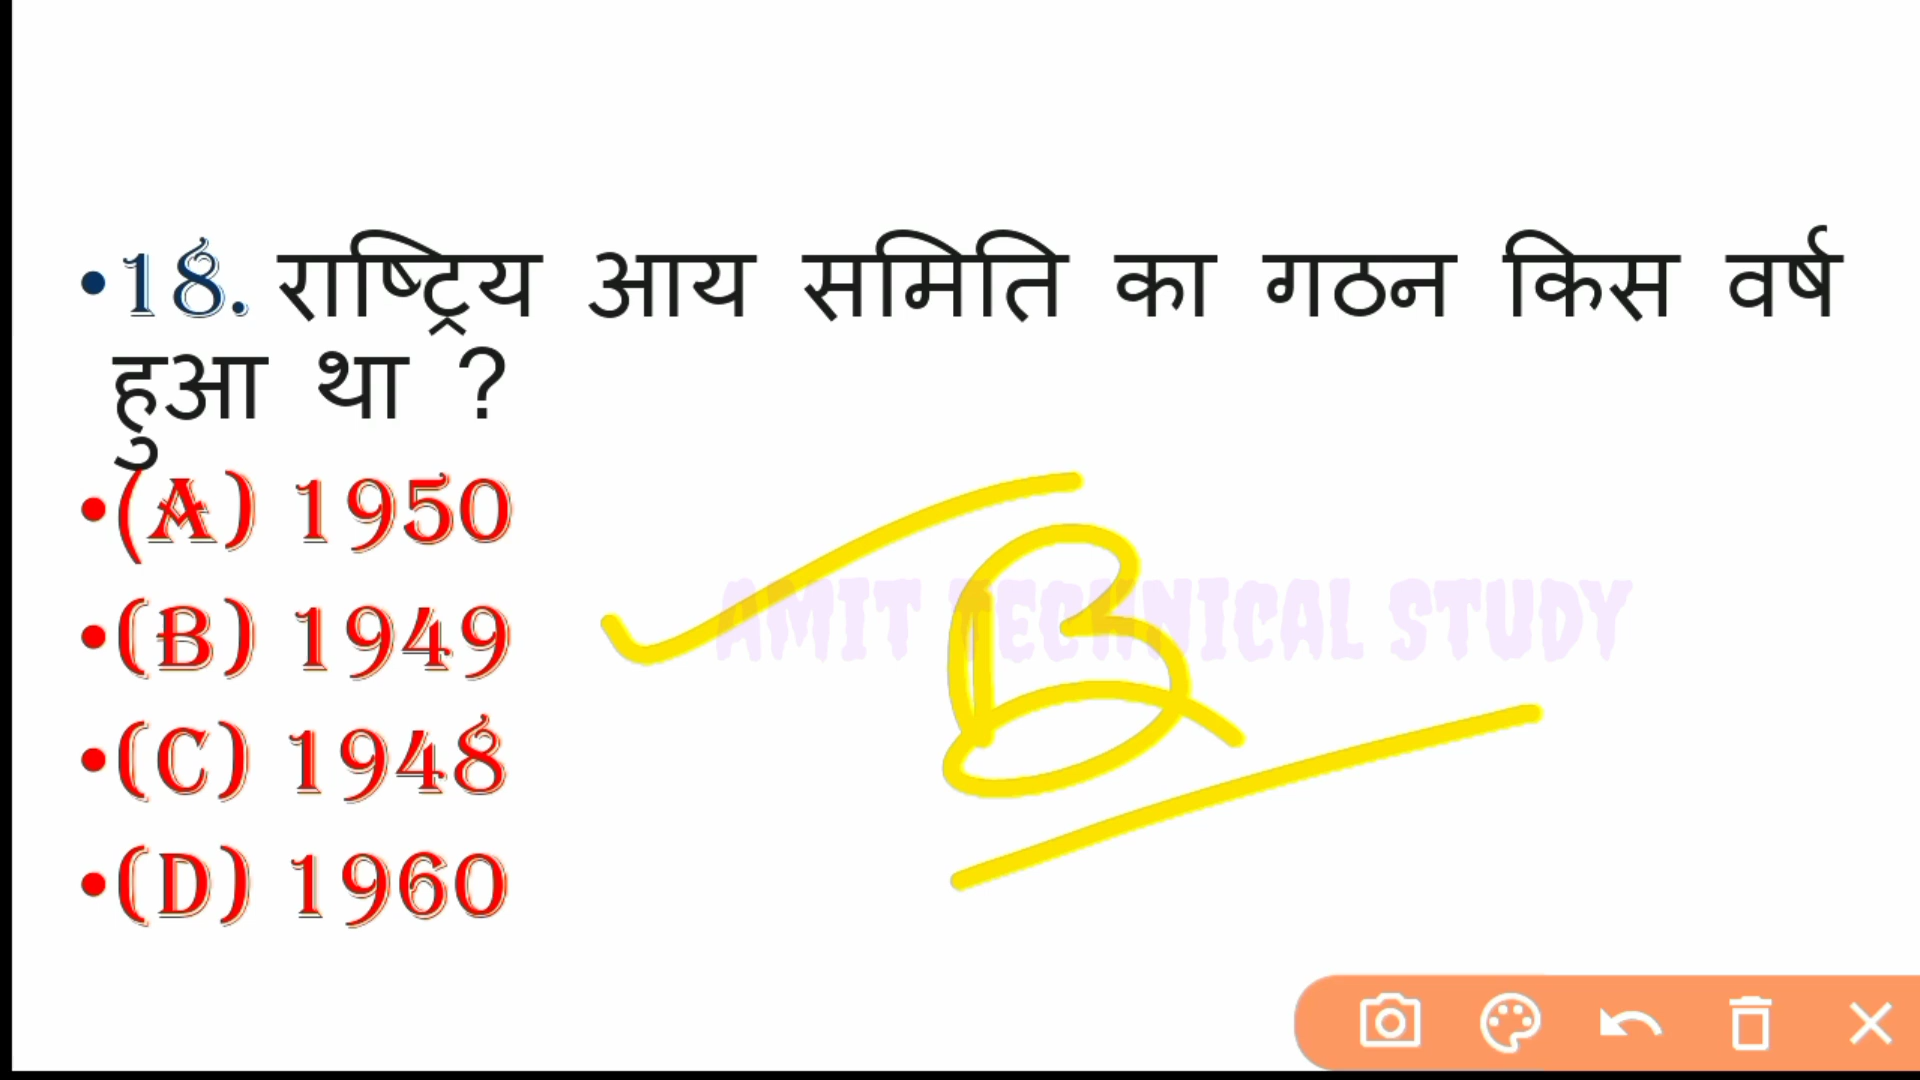 •18. राष्ट्रिय आय समिति का गठन किस वर्ष
हुआ था ?
•(A) 1950
•(B) 1949
•(C) 1948
•(D) 1960
B
AMIT TECHNICAL STUDY